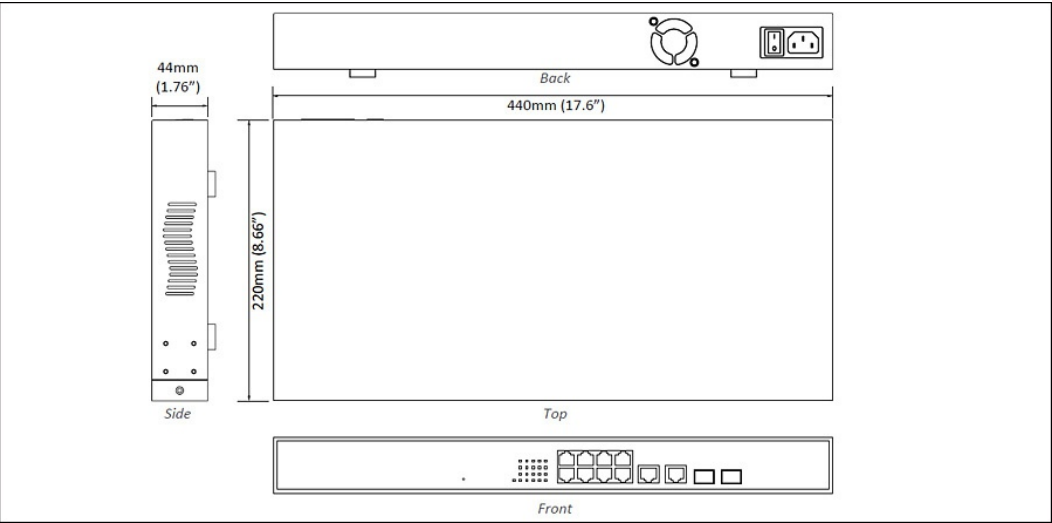 Back
44mm
(1.76”)
440mm (17.6”)
220mm (8.66”)
Side
Top
Front